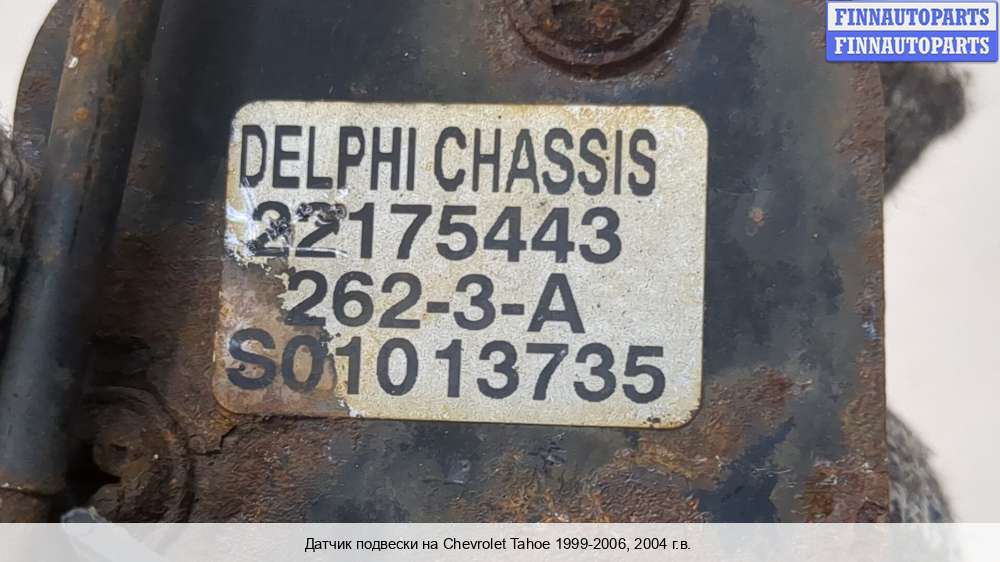 FINNAUTOPARTS
FINNAUTOPARTS
DELPHI CHASSIS
22175443
262-3-A
S01013735
Датчик подвески на Chevrolet Tahoe 1999-2006, 2004 г.в.